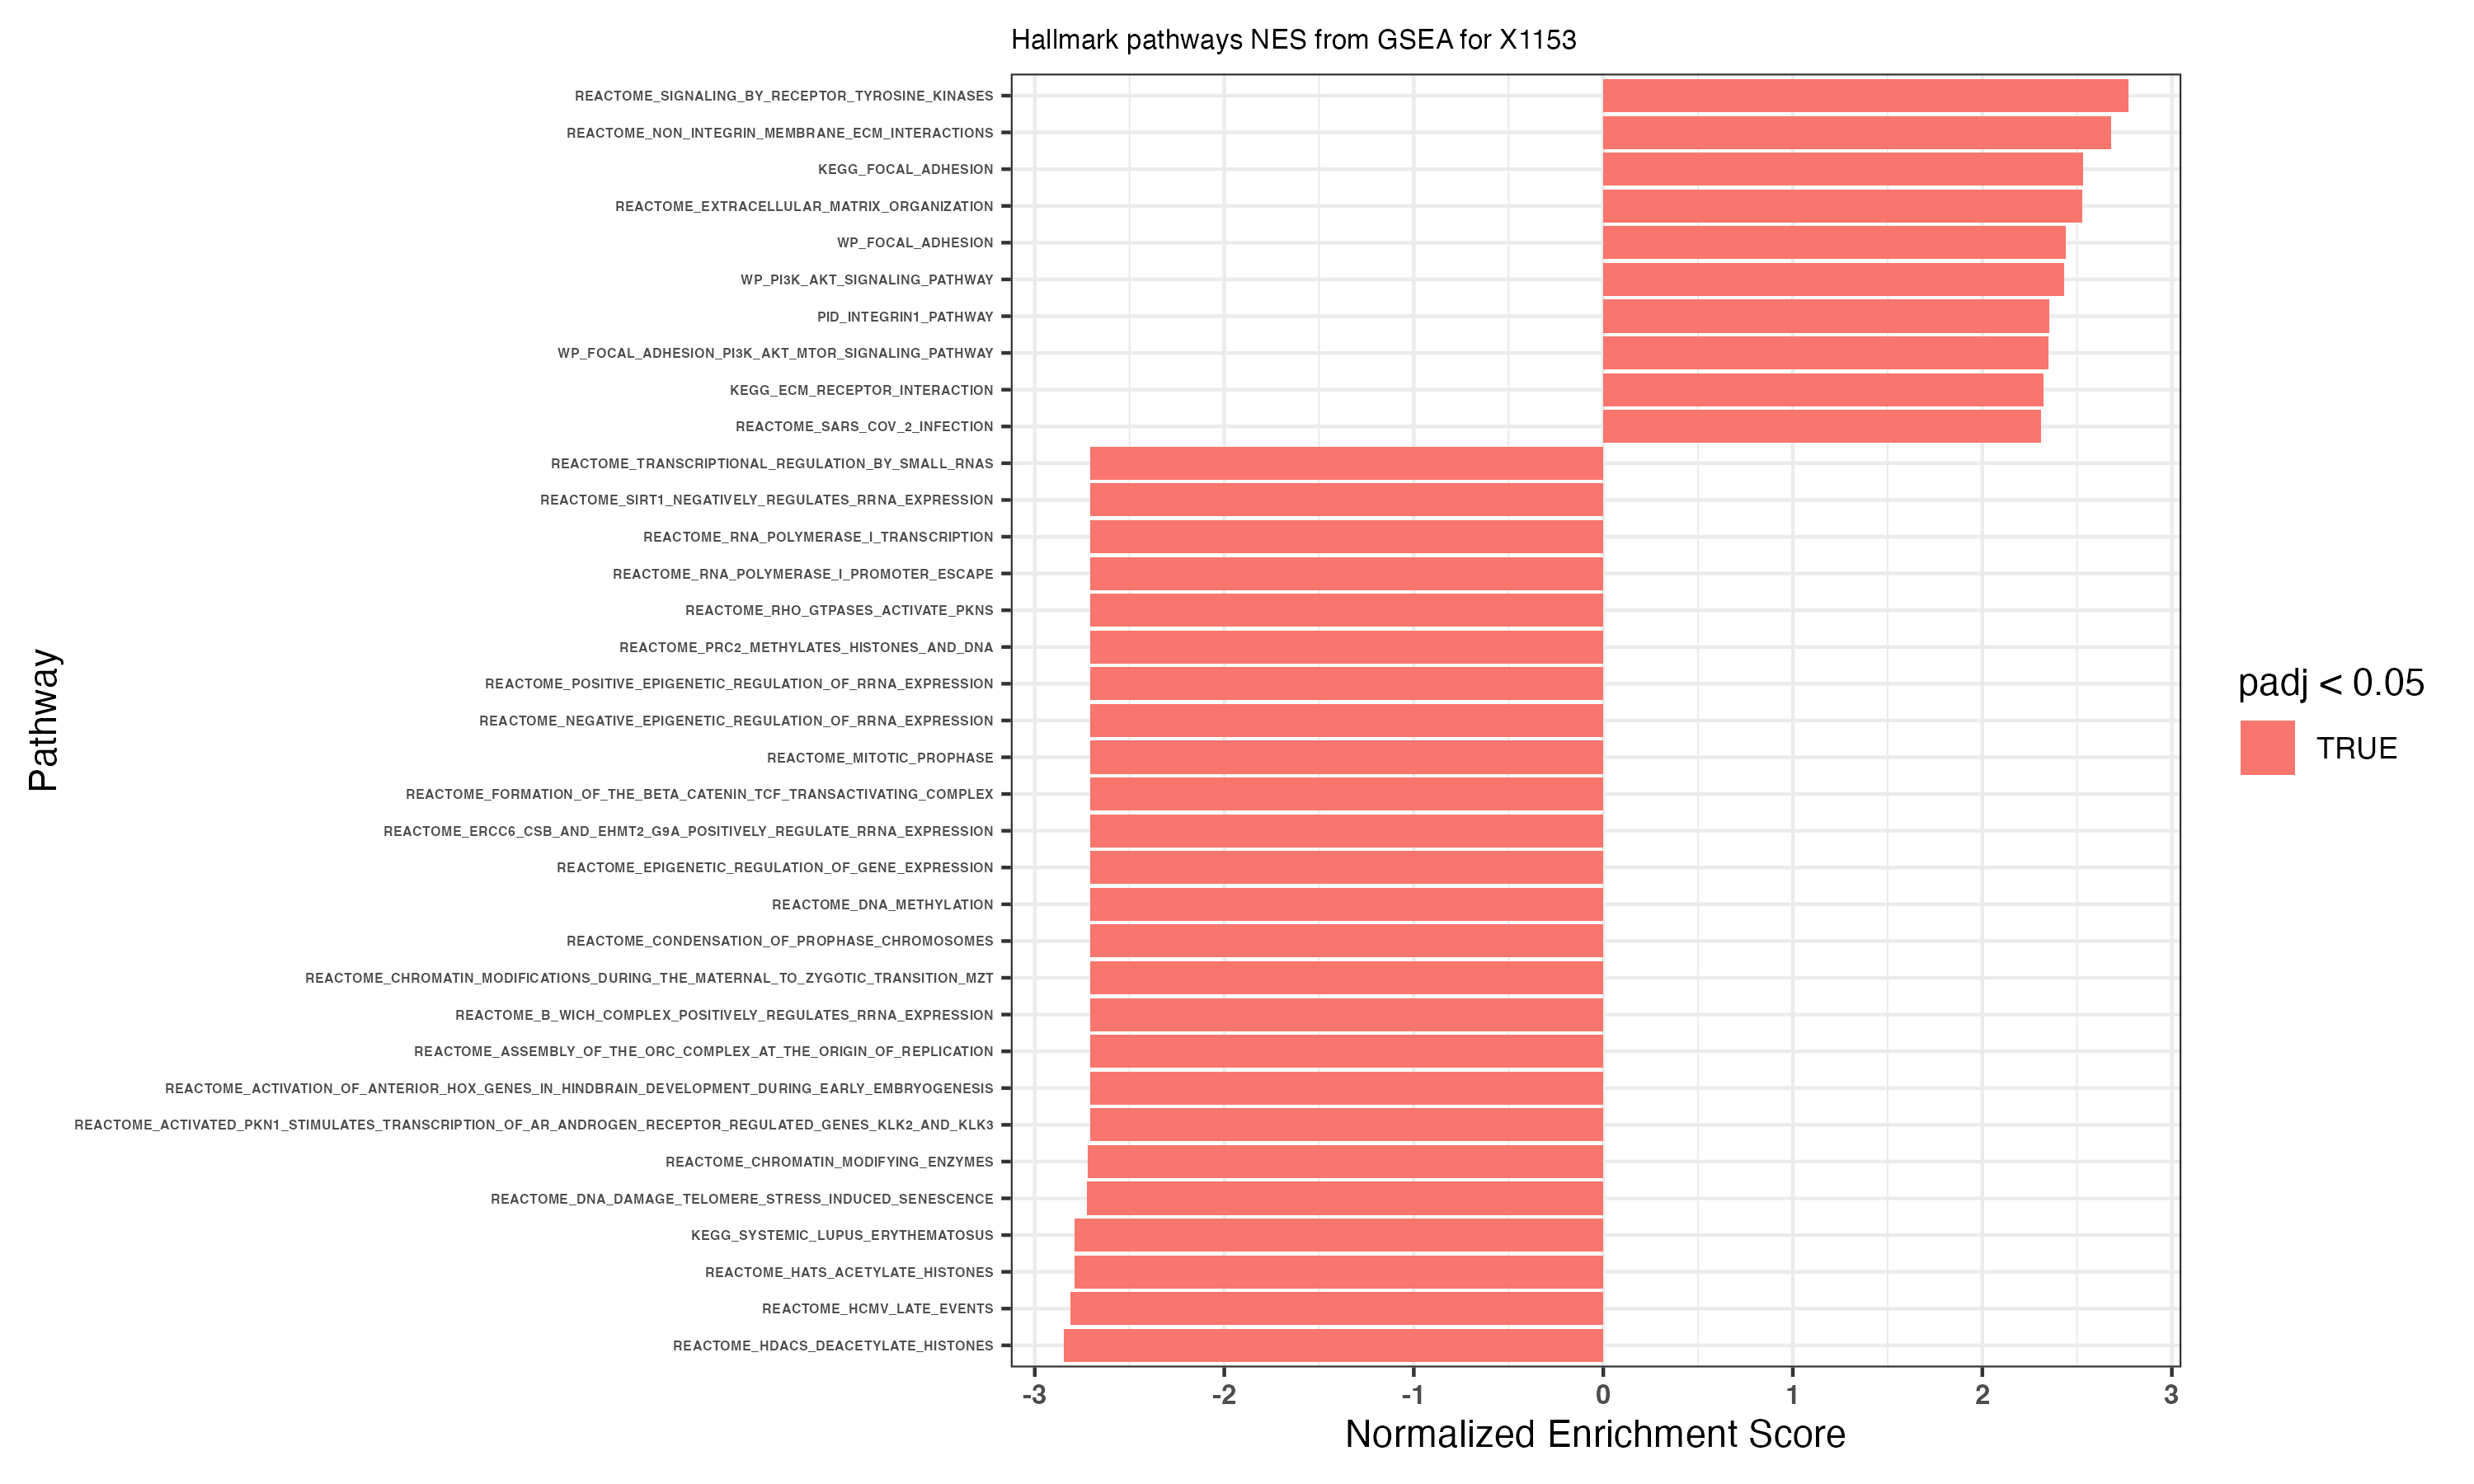 Hallmark pathways NES from GSEA for X1153
REACTOME_SIGNALING_BY_RECEPTOR_TYROSINE_KINASES
REACTOME_NON_INTEGRIN_MEMBRANE_ECM_INTERACTIONS
KEGG_FOCAL_ADHESION
REACTOME_EXTRACELLULAR_MATRIX_ORGANIZATION
WP_FOCAL_ADHESION
WP_PI3K_AKT_SIGNALING_PATHWAY
PID_INTEGRIN1_PATHWAY
WP_FOCAL_ADHESION_PI3K_AKT_MTOR_SIGNALING_PATHWAY
KEGG_ECM_RECEPTOR_INTERACTION
REACTOME_SARS_COV_2_INFECTION
REACTOME_TRANSCRIPTIONAL_REGULATION_BY_SMALL_RNAS
REACTOME_SIRT1_NEGATIVELY_REGULATES_RRNA_EXPRESSION
REACTOME_RNA_POLYMERASE_I_TRANSCRIPTION
REACTOME_RNA_POLYMERASE_I_PROMOTER_ESCAPE
REACTOME_RHO_GTPASES_ACTIVATE_PKNS
REACTOME_PRC2_METHYLATES_HISTONES_AND_DNA
REACTOME_POSITIVE_EPIGENETIC_REGULATION_OF_RRNA_EXPRESSION
REACTOME_NEGATIVE_EPIGENETIC_REGULATION_OF_RRNA_EXPRESSION
REACTOME_MITOTIC_PROPHASE
REACTOME_FORMATION_OF_THE_BETA_CATENIN_TCF_TRANSACTIVATING_COMPLEX
REACTOME_ERCC6_CSB_AND_EHMT2_G9A_POSITIVELY_REGULATE_RRNA_EXPRESSION
REACTOME_EPIGENETIC_REGULATION_OF_GENE_EXPRESSION
REACTOME_DNA_METHYLATION
REACTOME_CONDENSATION_OF_PROPHASE_CHROMOSOMES
REACTOME_CHROMATIN_MODIFICATIONS_DURING_THE_MATERNAL_TO_ZYGOTIC_TRANSITION_MZT
REACTOME_B_WICH_COMPLEX_POSITIVELY_REGULATES_RRNA_EXPRESSION
REACTOME_ASSEMBLY_OF_THE_ORC_COMPLEX_AT_THE_ORIGIN_OF_REPLICATION
REACTOME_ACTIVATION_OF_ANTERIOR_HOX_GENES_IN_HINDBRAIN_DEVELOPMENT_DURING_EARLY_EMBRYOGENESIS
REACTOME_ACTIVATED_PKN1_STIMULATES_TRANSCRIPTION_OF_AR_ANDROGEN_RECEPTOR_REGULATED_GENES_KLK2_AND_KLK3
REACTOME_CHROMATIN_MODIFYING_ENZYMES
REACTOME_DNA_DAMAGE_TELOMERE_STRESS_INDUCED_SENESCENCE
KEGG_SYSTEMIC_LUPUS_ERYTHEMATOSUS
REACTOME_HATS_ACETYLATE_HISTONES
REACTOME_HCMV_LATE_EVENTS
REACTOME_HDACS_DEACETYLATE_HISTONES
Pathway
-3 -2 -1 0 1 2 3
Normalized Enrichment Score
padj < 0.05
TRUE